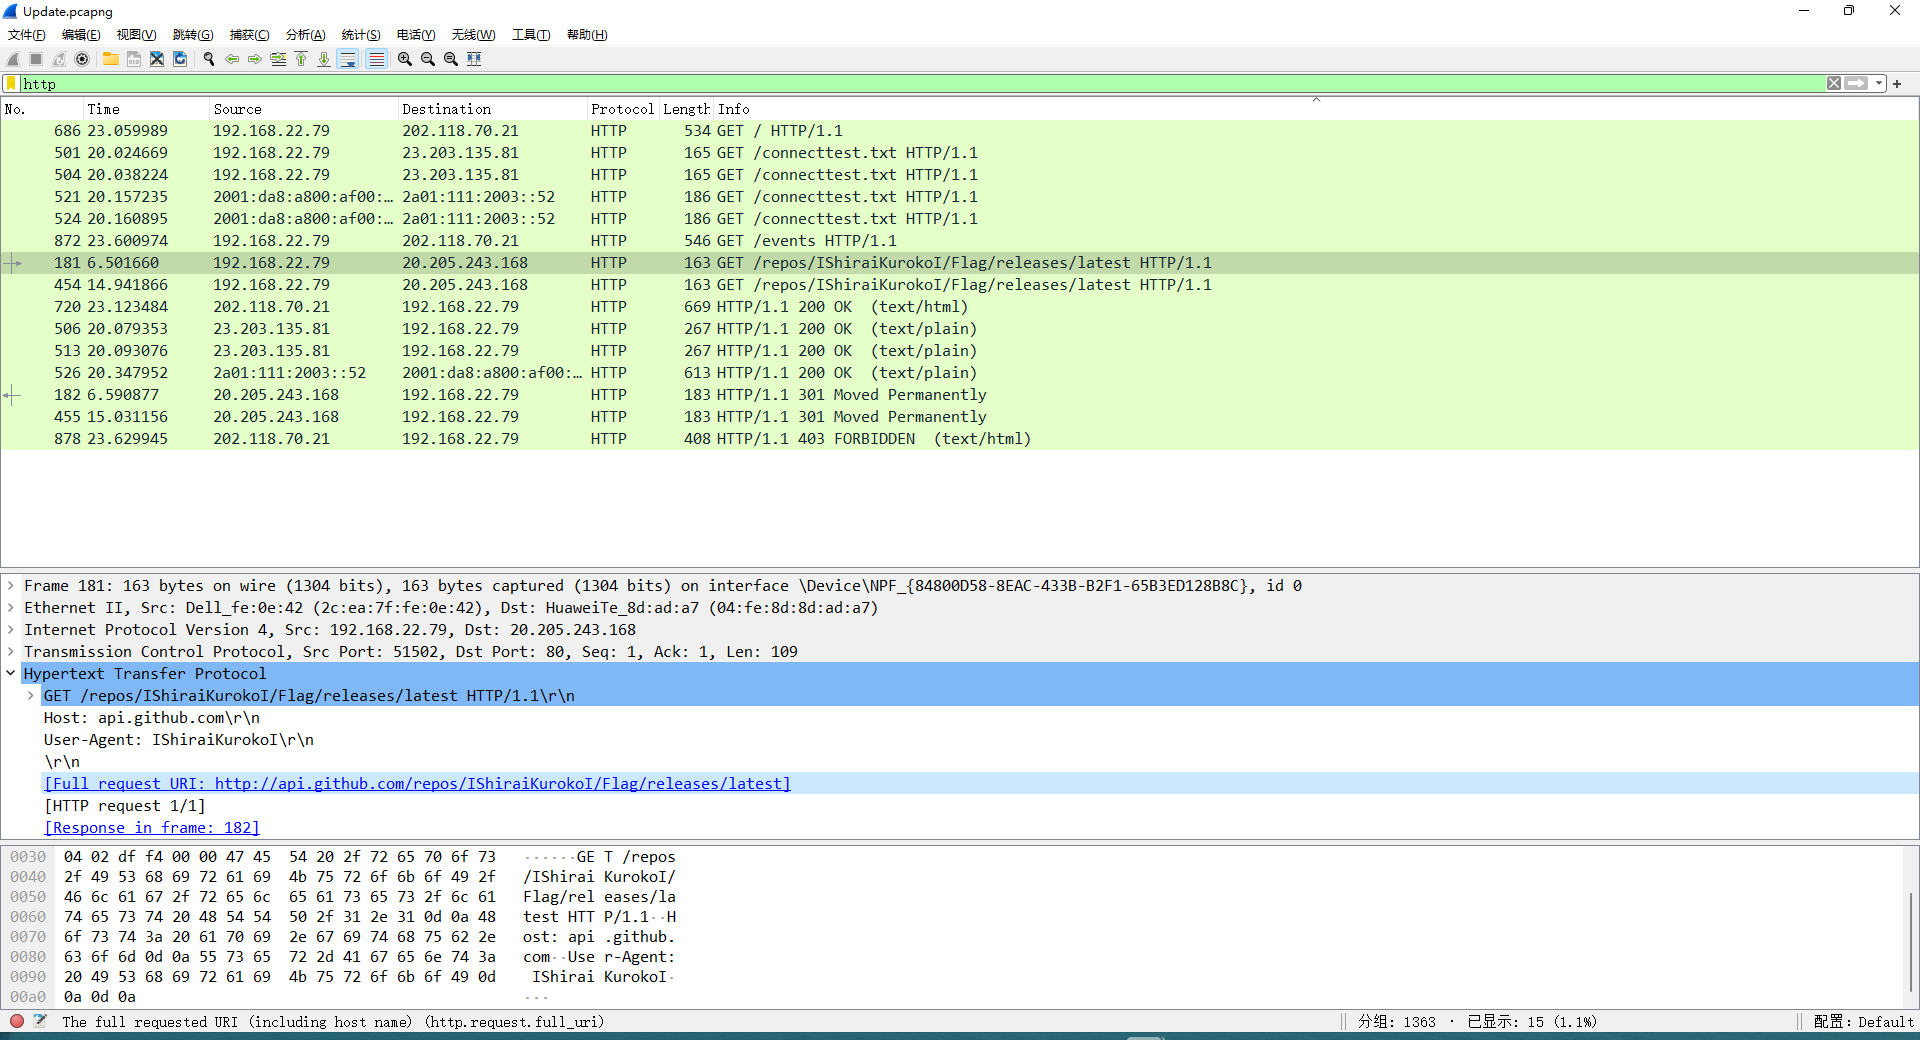 Update.pcapng
文件(F) 编辑(E) 视图(V) 跳转(G) 捕获(C) 分析(A) 统计(S) 电话(Y) 无线(W) 工具(T) 帮助(H)
http
No. Time Source Destination Protocol Length Info
686 23.059989 192.168.22.79 202.118.70.21 HTTP 534 GET / HTTP/1.1
501 20.024669 192.168.22.79 23.203.135.81 HTTP 165 GET /connecttest.txt HTTP/1.1
504 20.038224 192.168.22.79 23.203.135.81 HTTP 165 GET /connecttest.txt HTTP/1.1
521 20.157235 2001:da8:a800:af00:… 2a01:111:2003::52 HTTP 186 GET /connecttest.txt HTTP/1.1
524 20.160895 2001:da8:a800:af00:… 2a01:111:2003::52 HTTP 186 GET /connecttest.txt HTTP/1.1
872 23.600974 192.168.22.79 202.118.70.21 HTTP 546 GET /events HTTP/1.1
181 6.501660 192.168.22.79 20.205.243.168 HTTP 163 GET /repos/IShiraiKurokoI/Flag/releases/latest HTTP/1.1
454 14.941866 192.168.22.79 20.205.243.168 HTTP 163 GET /repos/IShiraiKurokoI/Flag/releases/latest HTTP/1.1
720 23.123484 202.118.70.21 192.168.22.79 HTTP 669 HTTP/1.1 200 OK  (text/html)
506 20.079353 23.203.135.81 192.168.22.79 HTTP 267 HTTP/1.1 200 OK  (text/plain)
513 20.093076 23.203.135.81 192.168.22.79 HTTP 267 HTTP/1.1 200 OK  (text/plain)
526 20.347952 2a01:111:2003::52 2001:da8:a800:af00:… HTTP 613 HTTP/1.1 200 OK  (text/plain)
182 6.590877 20.205.243.168 192.168.22.79 HTTP 183 HTTP/1.1 301 Moved Permanently
455 15.031156 20.205.243.168 192.168.22.79 HTTP 183 HTTP/1.1 301 Moved Permanently
878 23.629945 202.118.70.21 192.168.22.79 HTTP 408 HTTP/1.1 403 FORBIDDEN  (text/html)
Frame 181: 163 bytes on wire (1304 bits), 163 bytes captured (1304 bits) on interface \Device\NPF_{84800D58-8EAC-433B-B2F1-65B3ED128B8C}, id 0
Ethernet II, Src: Dell_fe:0e:42 (2c:ea:7f:fe:0e:42), Dst: HuaweiTe_8d:ad:a7 (04:fe:8d:8d:ad:a7)
Internet Protocol Version 4, Src: 192.168.22.79, Dst: 20.205.243.168
Transmission Control Protocol, Src Port: 51502, Dst Port: 80, Seq: 1, Ack: 1, Len: 109
Hypertext Transfer Protocol
GET /repos/IShiraiKurokoI/Flag/releases/latest HTTP/1.1\r\n
Host: api.github.com\r\n
User-Agent: IShiraiKurokoI\r\n
\r\n
[Full request URI: http://api.github.com/repos/IShiraiKurokoI/Flag/releases/latest]
[HTTP request 1/1]
[Response in frame: 182]
0030 04 02 df f4 00 00 47 45 54 20 2f 72 65 70 6f 73 ······GE T /repos
0040 2f 49 53 68 69 72 61 69 4b 75 72 6f 6b 6f 49 2f /IShirai KurokoI/
0050 46 6c 61 67 2f 72 65 6c 65 61 73 65 73 2f 6c 61 Flag/rel eases/la
0060 74 65 73 74 20 48 54 54 50 2f 31 2e 31 0d 0a 48 test HTT P/1.1··H
0070 6f 73 74 3a 20 61 70 69 2e 67 69 74 68 75 62 2e ost: api .github.
0080 63 6f 6d 0d 0a 55 73 65 72 2d 41 67 65 6e 74 3a com··Use r-Agent:
0090 20 49 53 68 69 72 61 69 4b 75 72 6f 6b 6f 49 0d  IShirai KurokoI·
00a0 0a 0d 0a ···
The full requested URI (including host name) (http.request.full_uri) 分组: 1363 · 已显示: 15 (1.1%) 配置: Default